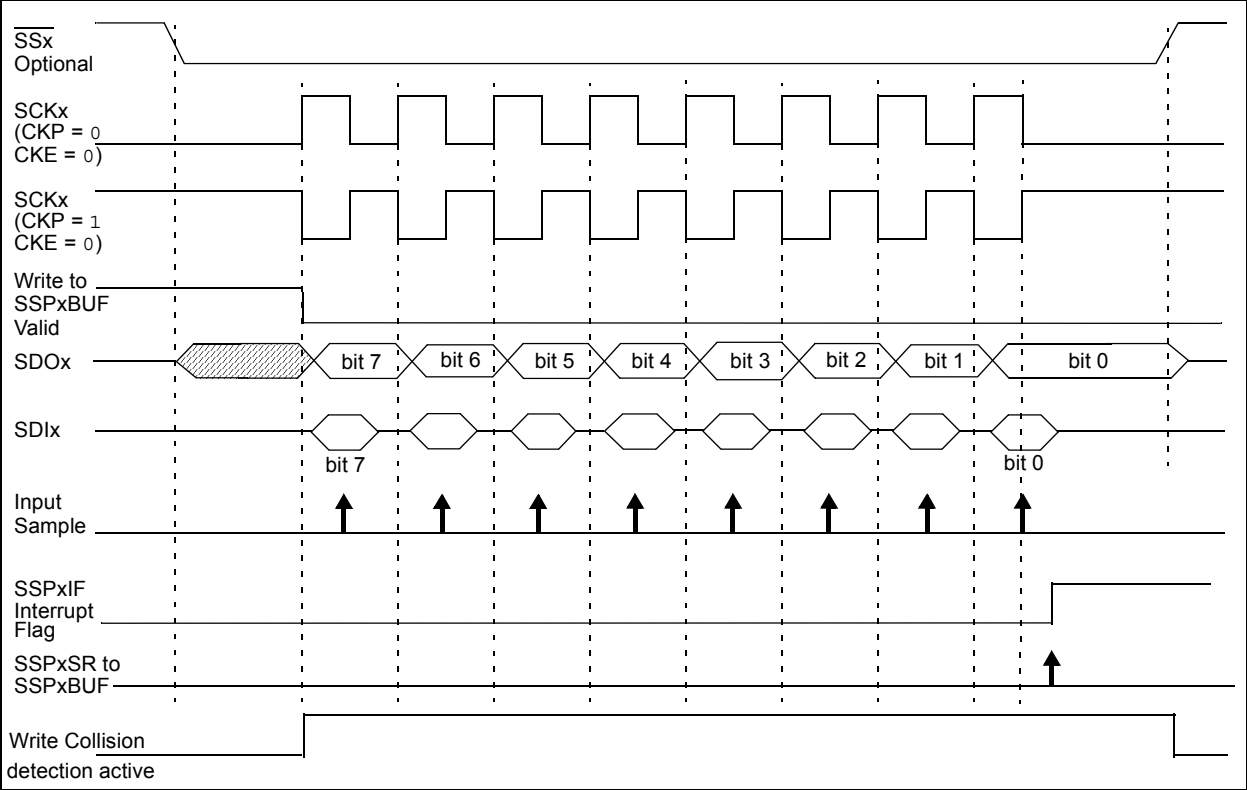 SSx
Optional
SCKx
(CKP = 0
CKE = 0)
SCKx
(CKP = 1
CKE = 0)
Write to
SSPxBUF
Valid
SDOx
bit 7
bit 6
bit 5
bit 4
bit 3
bit 2
bit 1
bit 0
SDIx
bit 7
bit 0
Input
Sample
SSPxIF
Interrupt
Flag
SSPxSR to
SSPxBUF
Write Collision
detection active